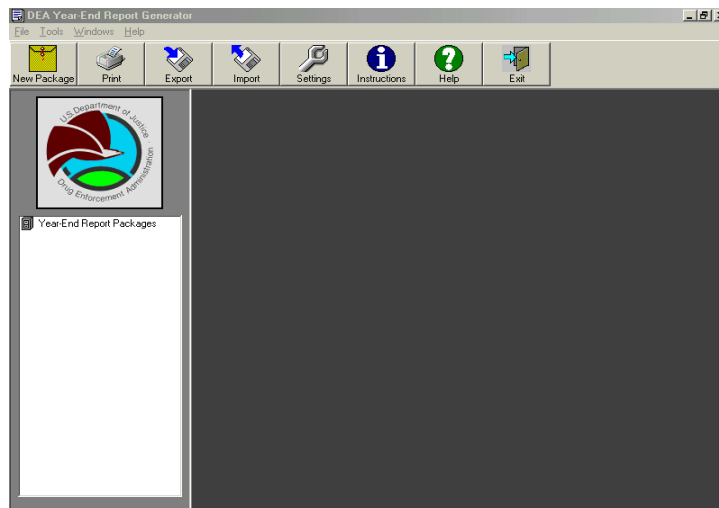 DEA Year-End Report Generator
File Tools Windows Help
New Package Print Export Import Settings Instructions Help Exit
U.S. Department of Justice · Drug Enforcement Administration
Year-End Report Packages